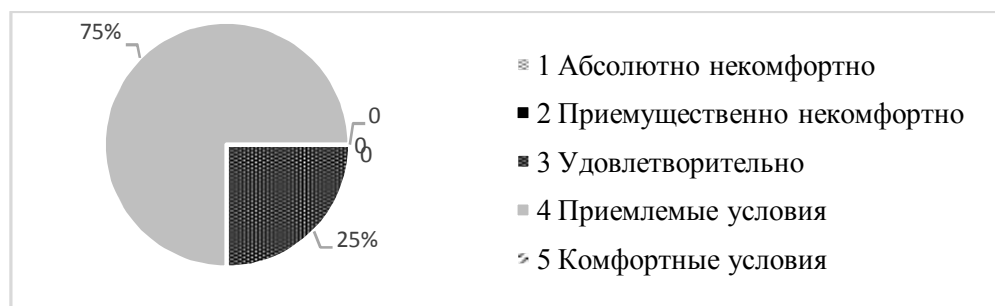 75%
0
0
0
25%
1 Абсолютно некомфортно
2 Приемущественно некомфортно
3 Удовлетворительно
4 Приемлемые условия
5 Комфортные условия